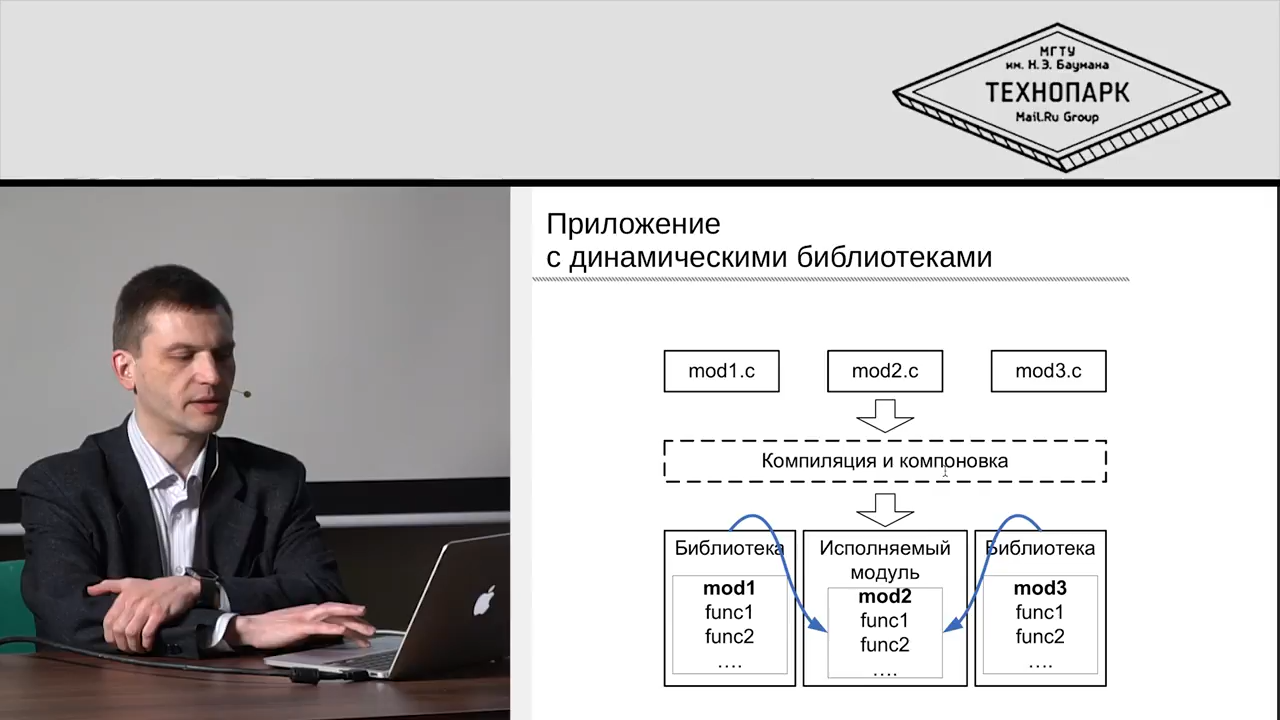 МГТУ
им. Н.Э. Баумана
ТЕХНОПАРК
Mail.Ru Group
Приложение
с динамическими библиотеками
mod1.c
mod2.c
mod3.c
Компиляция и компоновка
Библиотека
mod1
func1
func2
....
Исполняемый
модуль
mod2
func1
func2
....
Библиотека
mod3
func1
func2
....